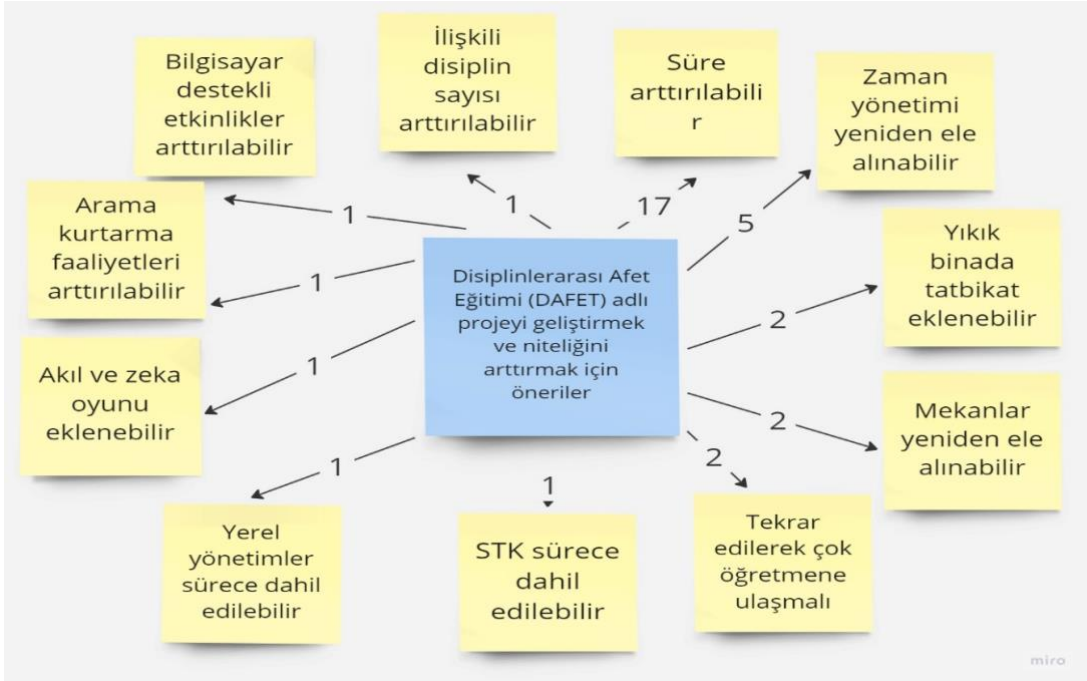 Bilgisayar
destekli
etkinlikler
arttırılabilir
İlişkili
disiplin
sayısı
arttırılabilir
Süre
arttırılabili
r
Zaman
yönetimi
yeniden ele
alınabilir
Arama
kurtarma
faaliyetleri
arttırılabilir
1
1
17
5
Yıkık
binada
tatbikat
eklenebilir
1
Disiplinlerarası Afet
Eğitimi (DAFET) adlı
projeyi geliştirmek
ve niteliğini
arttırmak için
öneriler
2
Akıl ve zeka
oyunu
eklenebilir
1
2
Mekanlar
yeniden ele
alınabilir
1
1
2
Yerel
yönetimler
sürece dahil
edilebilir
STK sürece
dahil
edilebilir
Tekrar
edilerek çok
öğretmene
ulaşmalı
miro